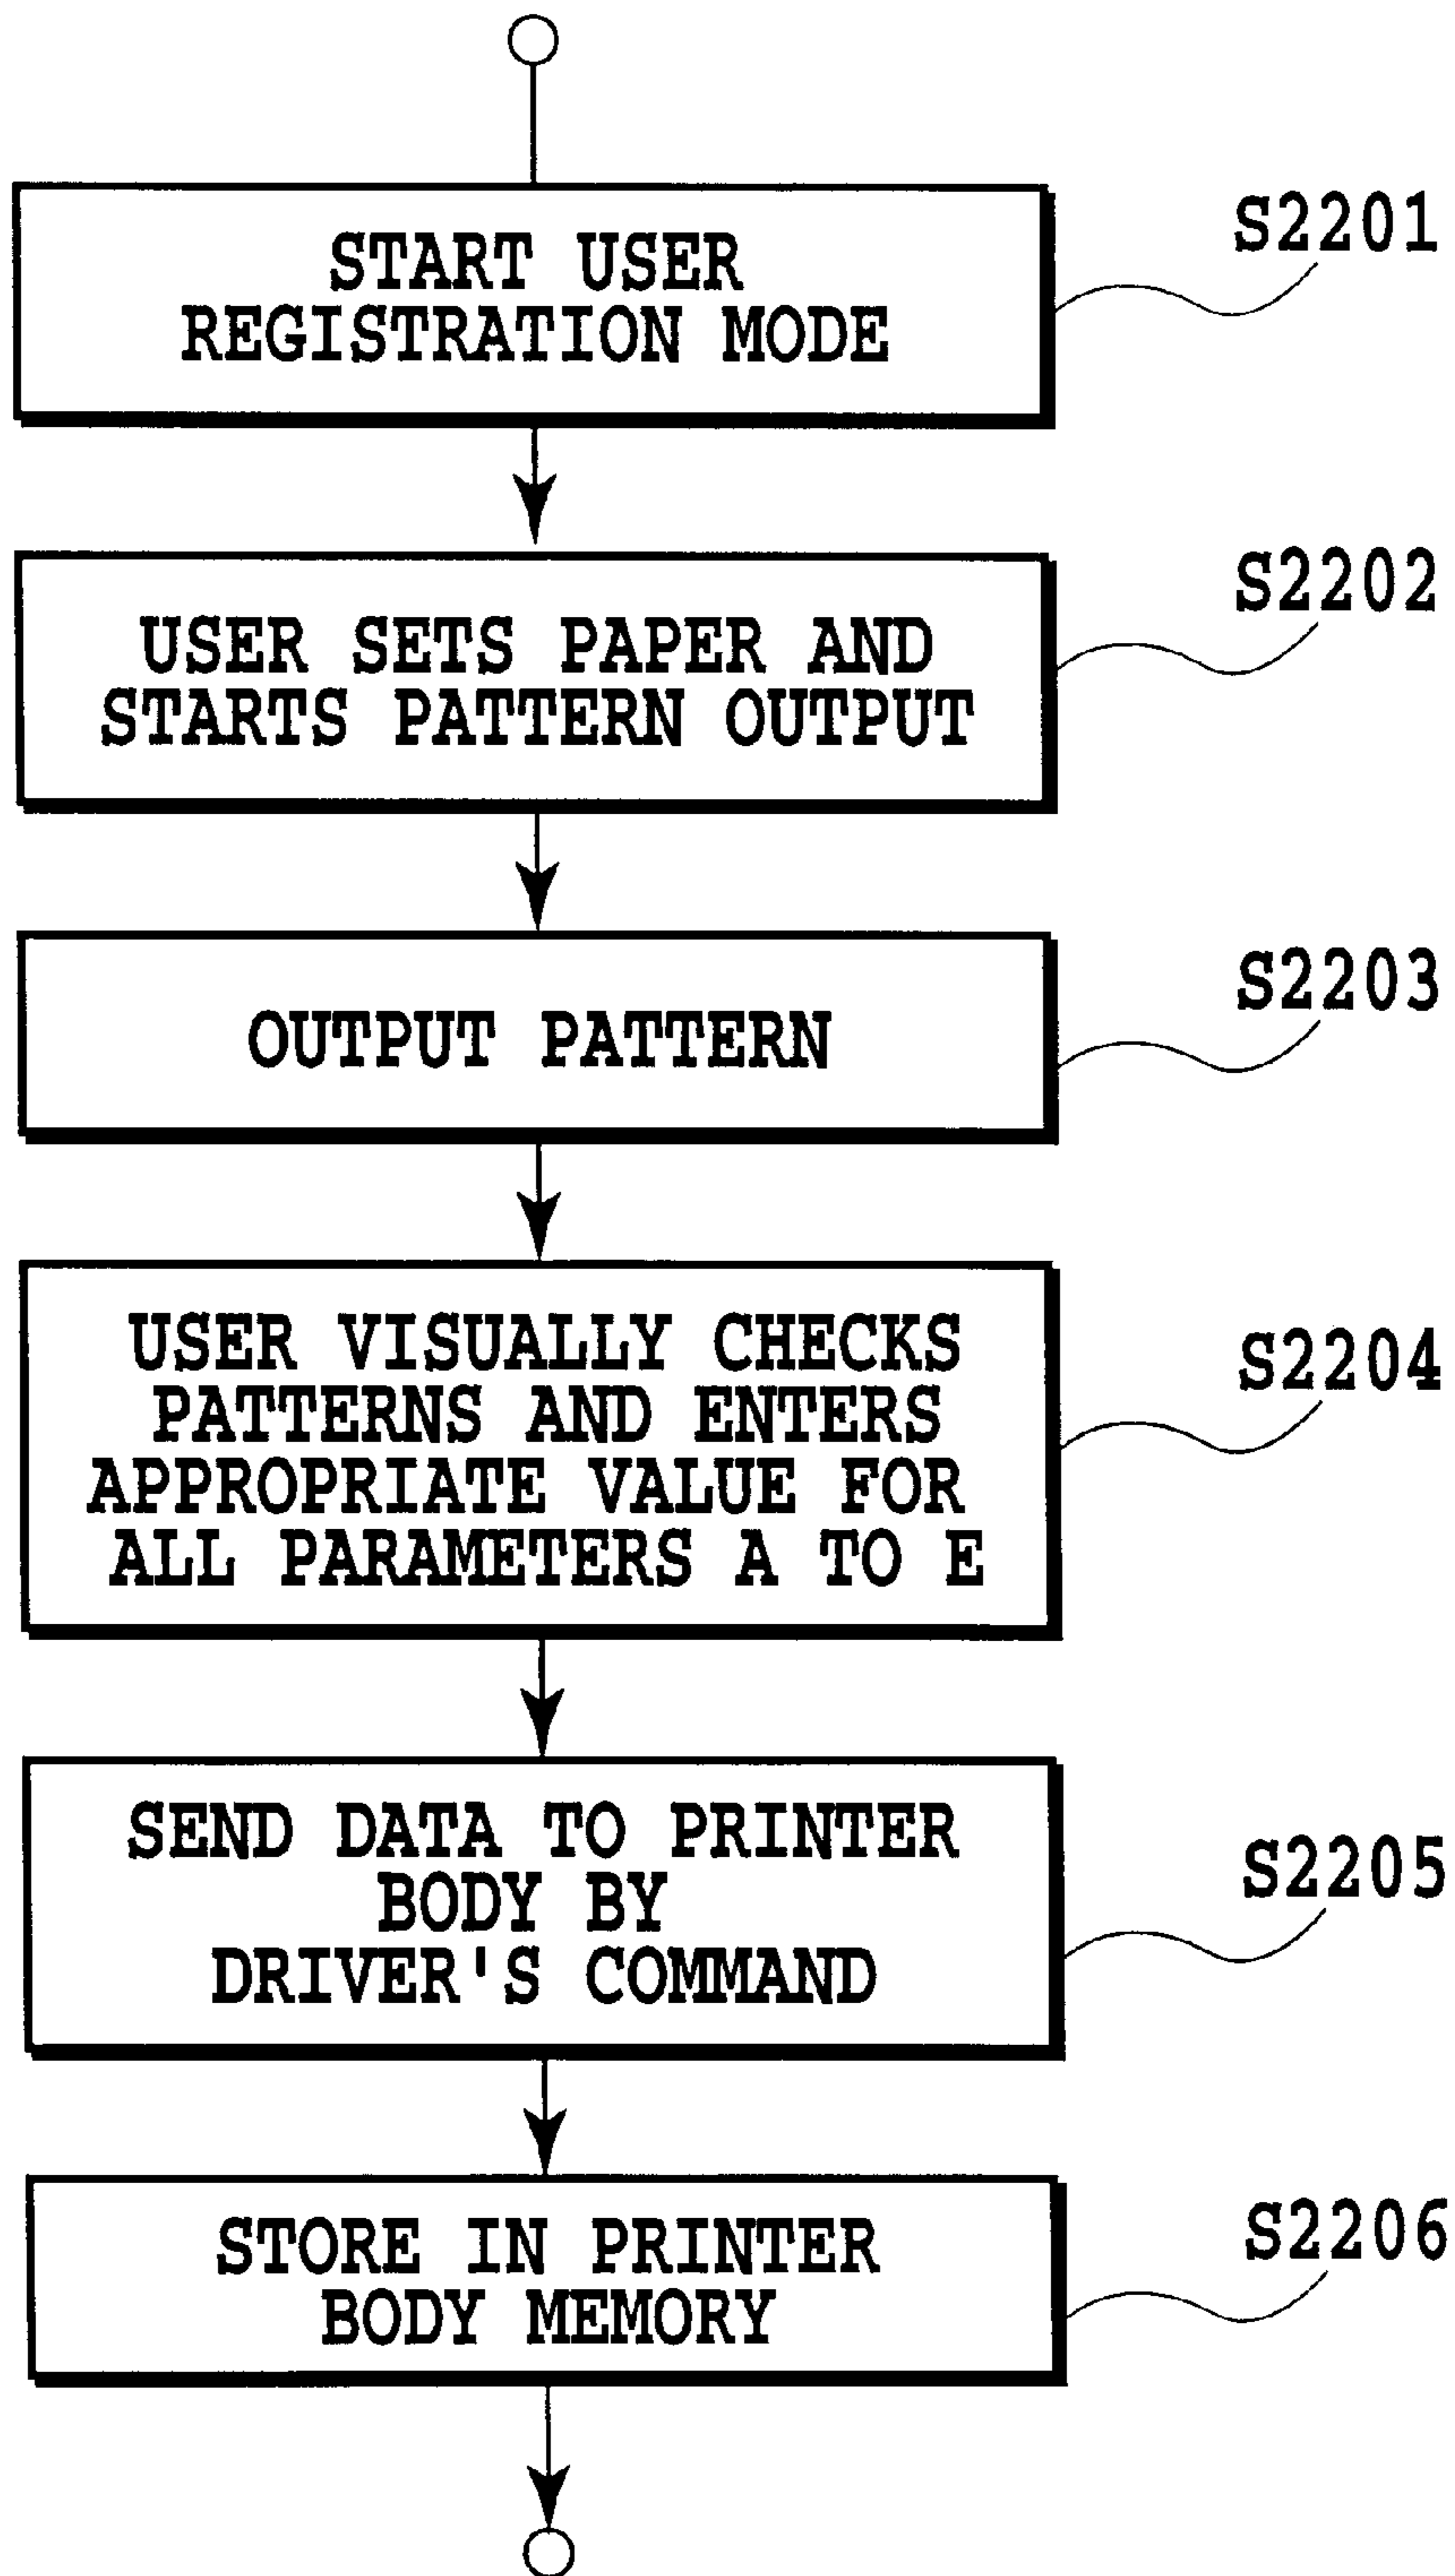 START USER
REGISTRATION MODE
S2201
USER SETS PAPER AND
STARTS PATTERN OUTPUT
S2202
OUTPUT PATTERN
S2203
USER VISUALLY CHECKS
PATTERNS AND ENTERS
APPROPRIATE VALUE FOR
ALL PARAMETERS A TO E
S2204
SEND DATA TO PRINTER
BODY BY
DRIVER'S COMMAND
S2205
STORE IN PRINTER
BODY MEMORY
S2206